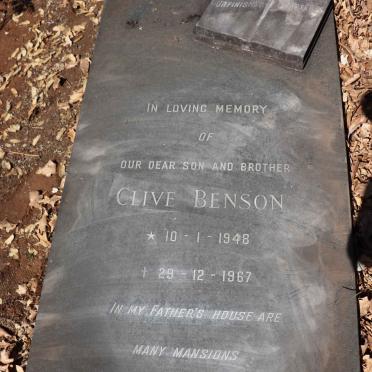 IN LOVING MEMORY
OF
OUR DEAR SON AND BROTHER
CLIVE BENSON
* 10-1-1948
† 29-12-1967
IN MY FATHER'S HOUSE ARE
MANY MANSIONS